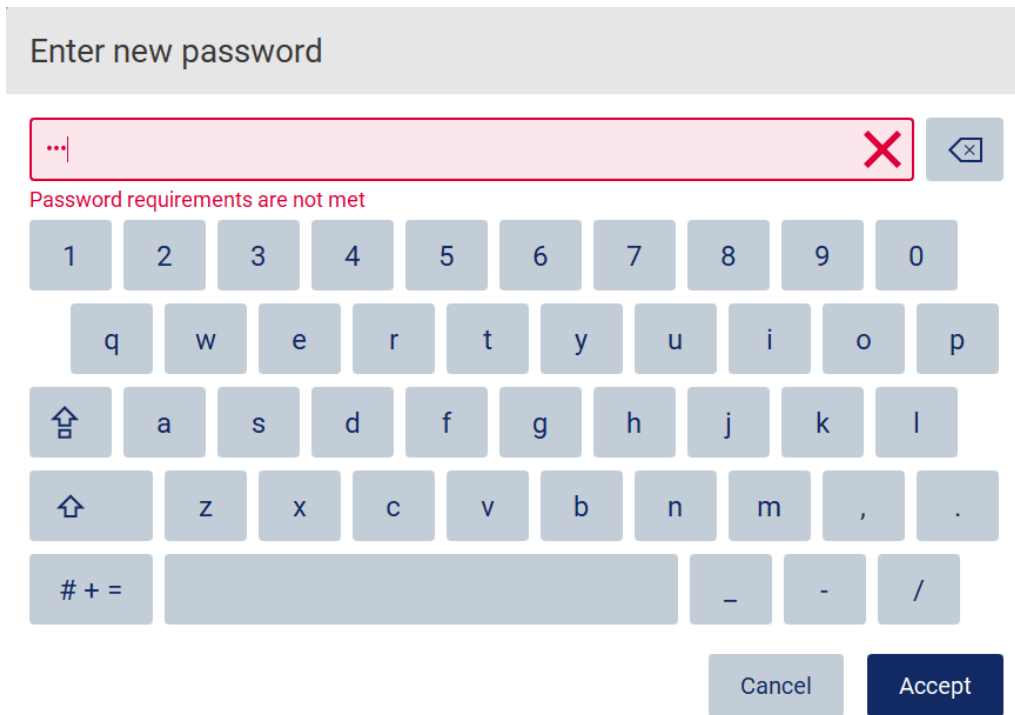 Enter new password
•••
Password requirements are not met
1 2 3 4 5 6 7 8 9 0
q w e r t y u i o p
a s d f g h j k l
z x c v b n m , .
# + = _ - /
Cancel Accept